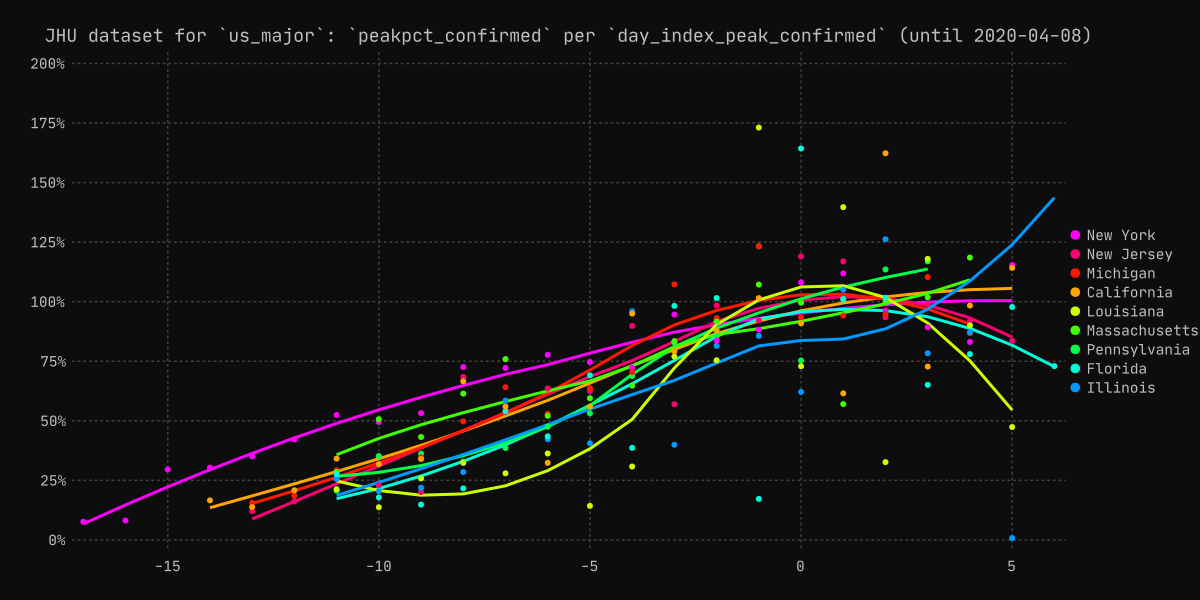 JHU dataset for `us_major`: `peakpct_confirmed` per `day_index_peak_confirmed` (until 2020-04-08)
200%
175%
150%
125%
100%
75%
50%
25%
0%
-15 -10 -5 0 5
New York
New Jersey
Michigan
California
Louisiana
Massachusetts
Pennsylvania
Florida
Illinois